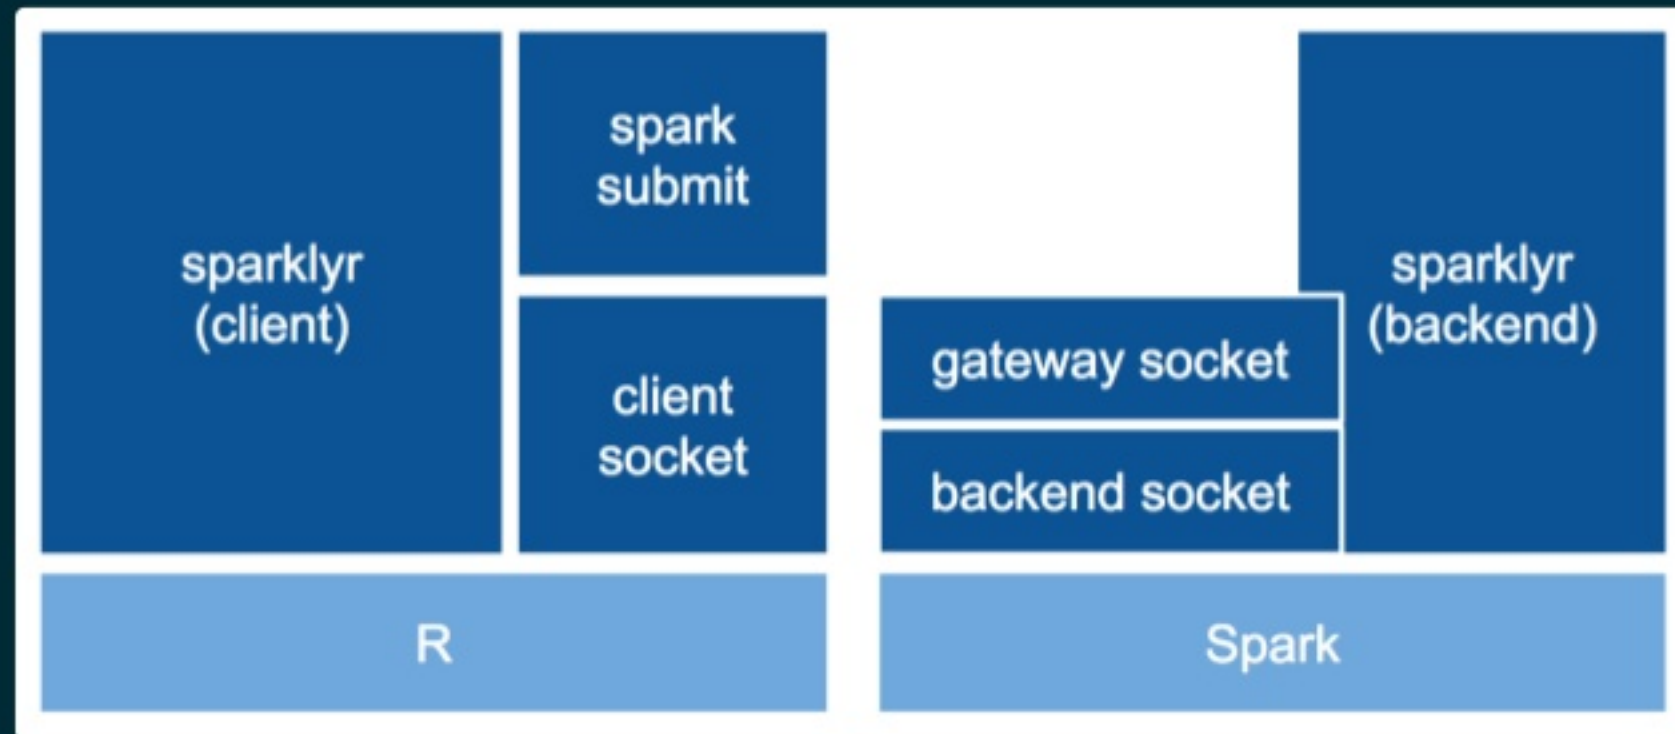 spark
submit
sparklyr
(client)
sparklyr
(backend)
client
socket
gateway socket
backend socket
R
Spark